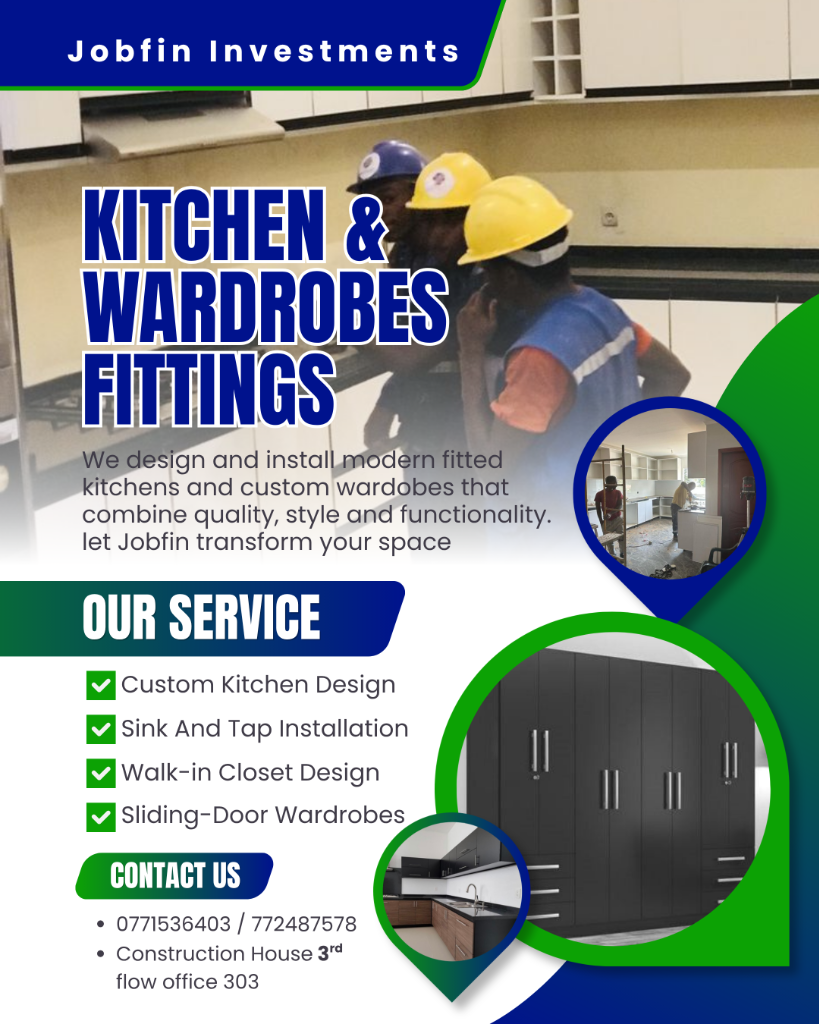 Jobfin Investments
KITCHEN &
WARDROBES
FITTINGS
We design and install modern fitted
kitchens and custom wardobes that
combine quality, style and functionality.
let Jobfin transform your space
OUR SERVICE
Custom Kitchen Design
Sink And Tap Installation
Walk-in Closet Design
Sliding-Door Wardrobes
CONTACT US
• 0771536403 / 772487578
• Construction House 3rd
flow office 303